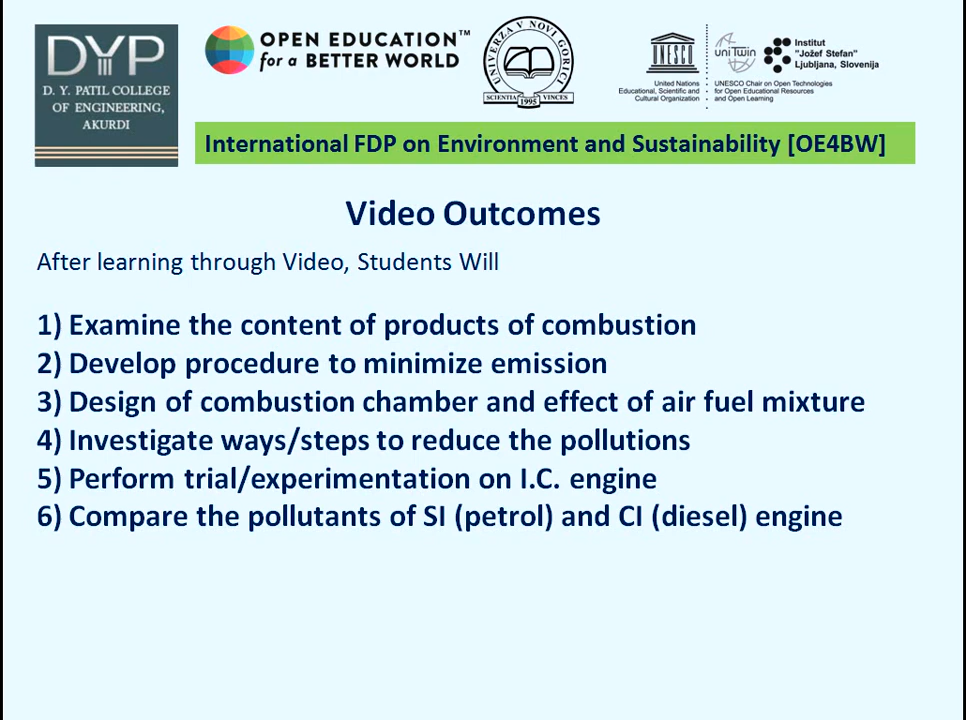 DYP
D. Y. PATIL COLLEGE
OF ENGINEERING,
AKURDI
OPEN EDUCATION™
for a BETTER WORLD
UNIVERZA V NOVI GORICI
SCIENTIA VINCES
1995
UNESCO
United Nations
Educational, Scientific and
Cultural Organization
uniTwin
Institut
"Jožef Stefan"
Ljubljana, Slovenija
UNESCO Chair on Open Technologies
for Open Educational Resources
and Open Learning
International FDP on Environment and Sustainability [OE4BW]
Video Outcomes
After learning through Video, Students Will
1) Examine the content of products of combustion
2) Develop procedure to minimize emission
3) Design of combustion chamber and effect of air fuel mixture
4) Investigate ways/steps to reduce the pollutions
5) Perform trial/experimentation on I.C. engine
6) Compare the pollutants of SI (petrol) and CI (diesel) engine